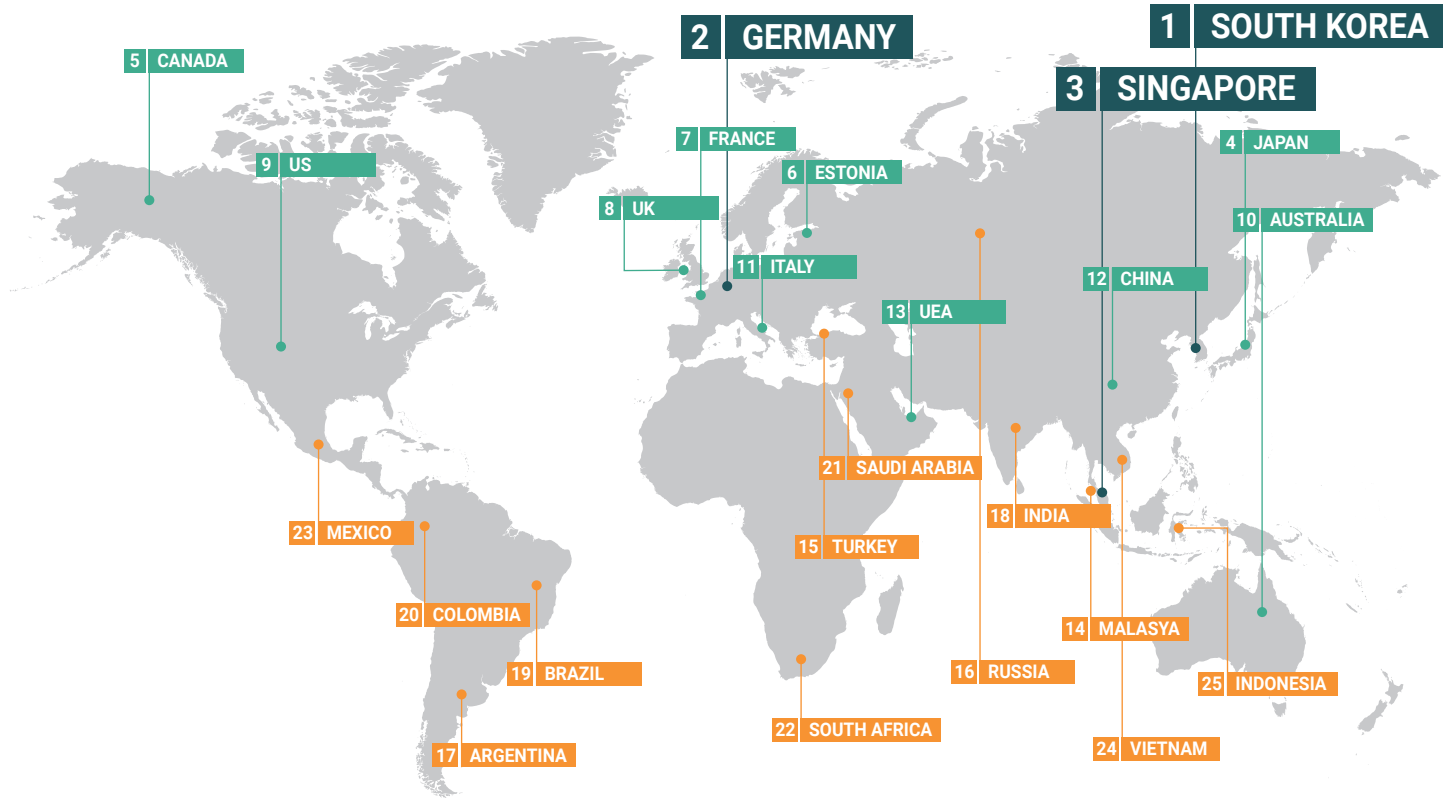 1 SOUTH KOREA
2 GERMANY
5 CANADA
3 SINGAPORE
7 FRANCE
4 JAPAN
9 US
6 ESTONIA
8 UK
10 AUSTRALIA
11 ITALY
12 CHINA
13 UEA
21 SAUDI ARABIA
18 INDIA
23 MEXICO
15 TURKEY
20 COLOMBIA
14 MALASYA
19 BRAZIL
16 RUSSIA
25 INDONESIA
22 SOUTH AFRICA
24 VIETNAM
17 ARGENTINA